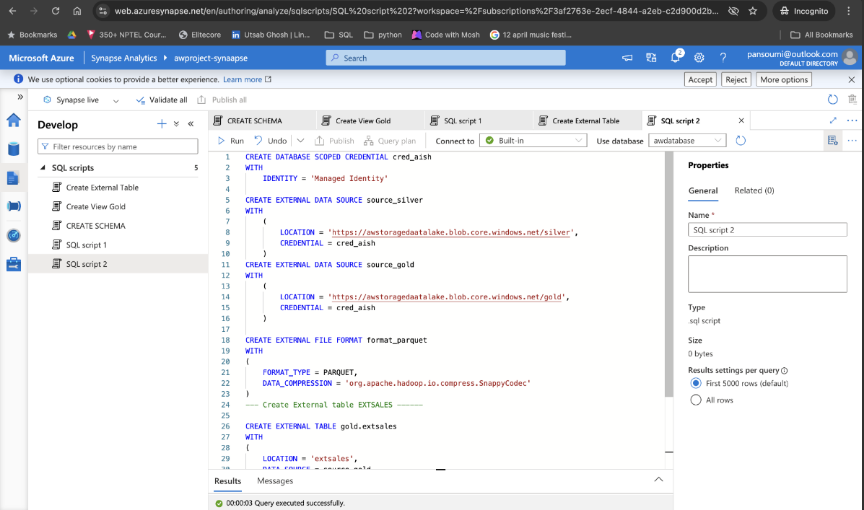 web.azuresynapse.net/en/authoring/analyze/sqlscripts/SQL%20script%202?workspace=%2Fsubscriptions%2F3af2763e-2ecf-4844-a2eb-c2d900d2b...
Incognito
Bookmarks
350+ NPTEL Cour...
Elitecore
Utsab Ghosh | Lin...
SQL
python
Code with Mosh
12 april music festi...
All Bookmarks
Microsoft Azure
Synapse Analytics
awproject-synaapse
Search
2
pansoumi@outlook.com
DEFAULT DIRECTORY
We use optional cookies to provide a better experience. Learn more
Accept
Reject
More options
Synapse live
Validate all
Publish all
Develop
Filter resources by name
SQL scripts
5
Create External Table
Create View Gold
CREATE SCHEMA
SQL script 1
SQL script 2
CREATE SCHEMA
Create View Gold
SQL script 1
Create External Table
SQL script 2
Run
Undo
Publish
Query plan
Connect to
Built-in
Use database
awdatabase
1 CREATE DATABASE SCOPED CREDENTIAL cred_aish
2 WITH
3 IDENTITY = 'Managed Identity'
4
5 CREATE EXTERNAL DATA SOURCE source_silver
6 WITH
7 (
8 LOCATION = 'https://awstoragedaatalake.blob.core.windows.net/silver',
9 CREDENTIAL = cred_aish
10 )
11 CREATE EXTERNAL DATA SOURCE source_gold
12 WITH
13 (
14 LOCATION = 'https://awstoragedaatalake.blob.core.windows.net/gold',
15 CREDENTIAL = cred_aish
16 )
17
18 CREATE EXTERNAL FILE FORMAT format_parquet
19 WITH
20 (
21 FORMAT_TYPE = PARQUET,
22 DATA_COMPRESSION = 'org.apache.hadoop.io.compress.SnappyCodec'
23 )
24 --- Create External table EXTSALES ------
25
26 CREATE EXTERNAL TABLE gold.extsales
27 WITH
28 (
29 LOCATION = 'extsales',
30 DATA_SOURCE = source_gold
Results
Messages
00:00:03 Query executed successfully.
Properties
General
Related (0)
Name *
SQL script 2
Description
Type
.sql script
Size
0 bytes
Results settings per query
First 5000 rows (default)
All rows